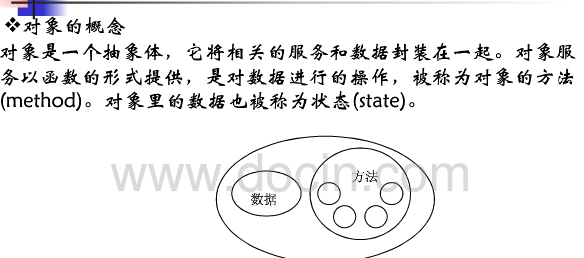 ❖对象的概念
对象是一个抽象体，它将相关的服务和数据封装在一起。对象服
务以函数的形式提供，是对数据进行的操作，被称为对象的方法
(method)。对象里的数据也被称为状态(state)。
www.docin.com
方法
数据